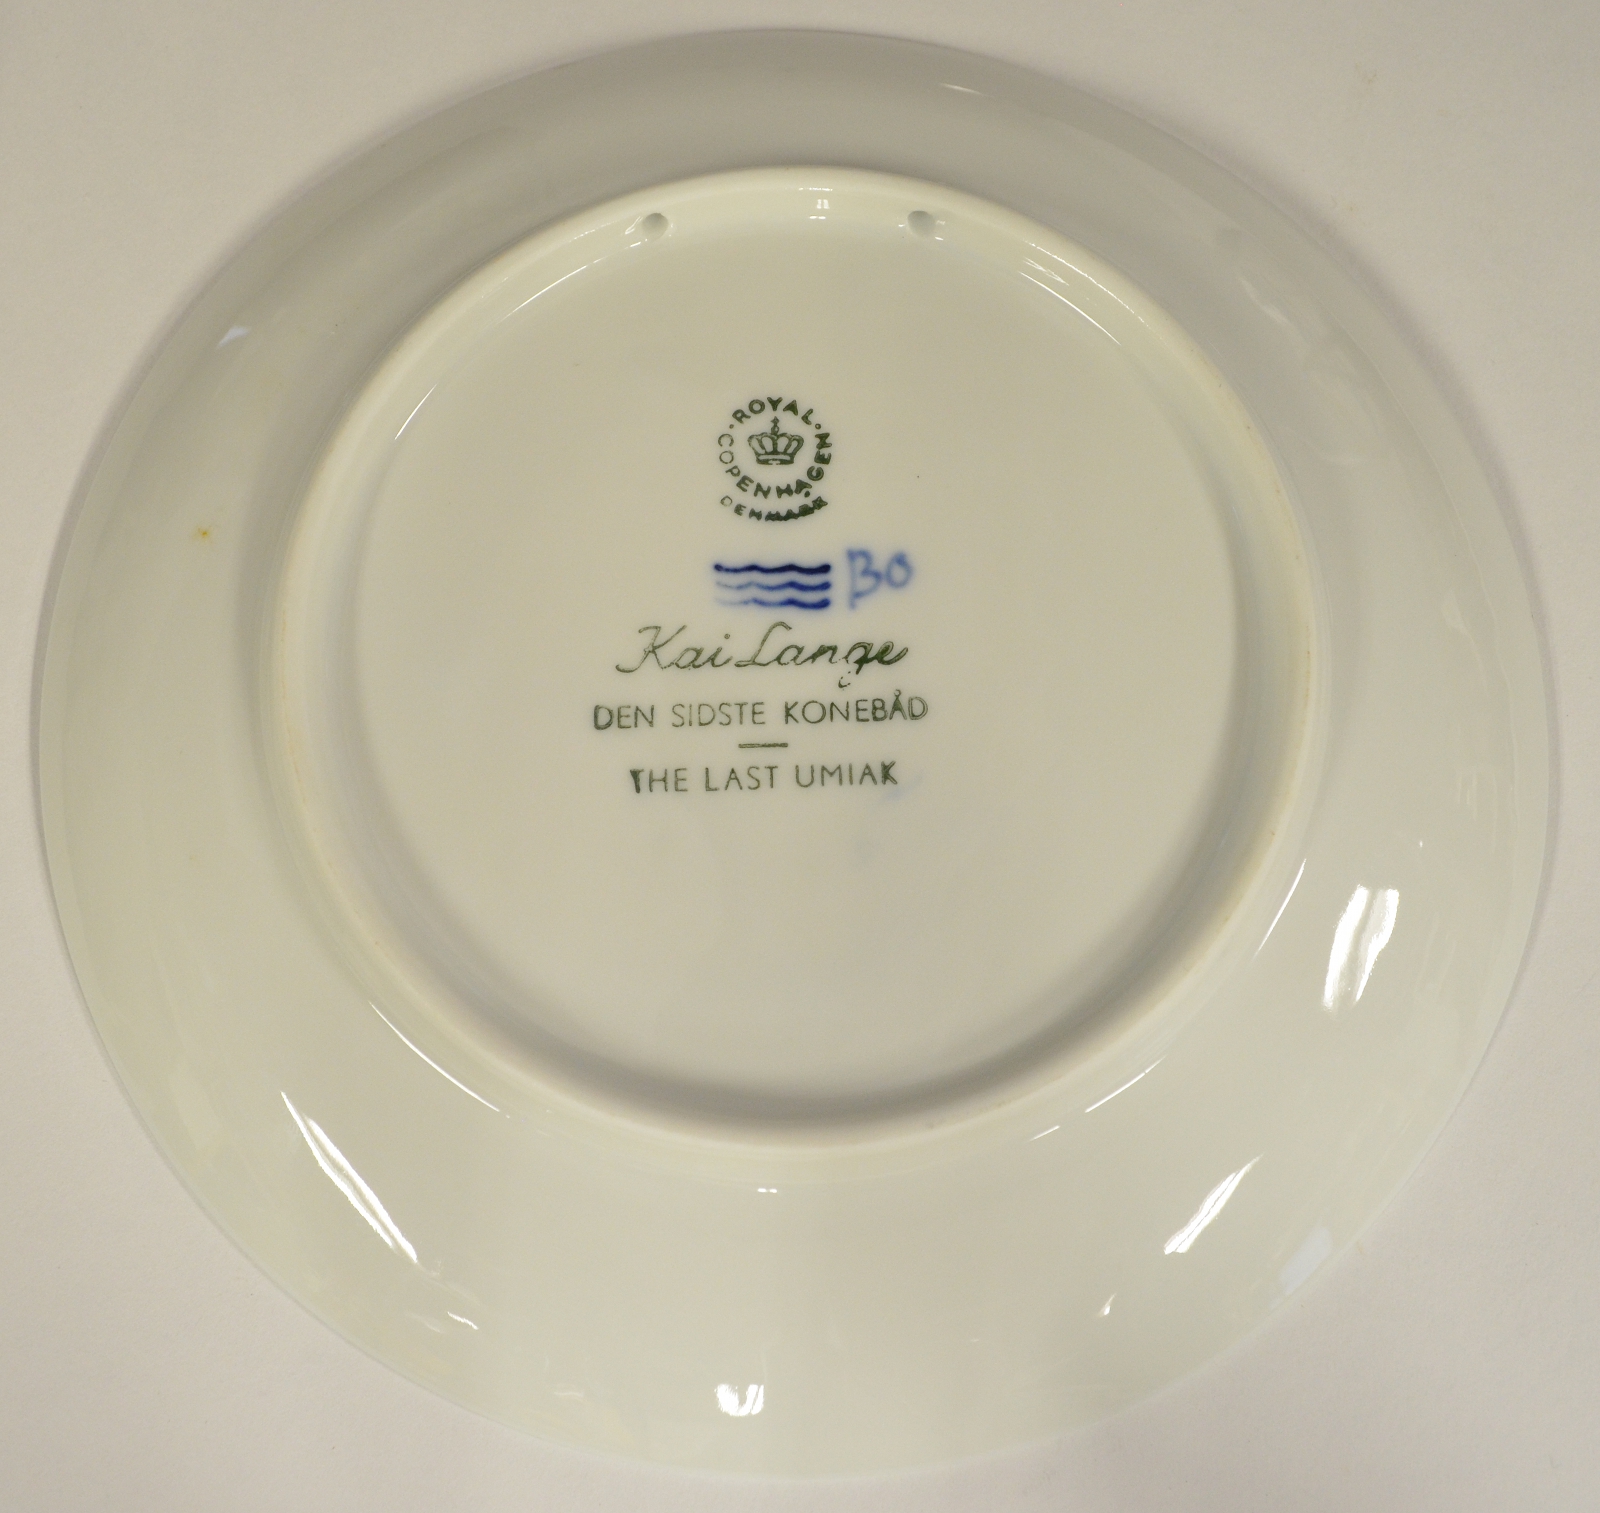 ROYAL
COPENHAGEN
DENMARK
BO
Kai Lange
DEN SIDSTE KONEBÅD
THE LAST UMIAK